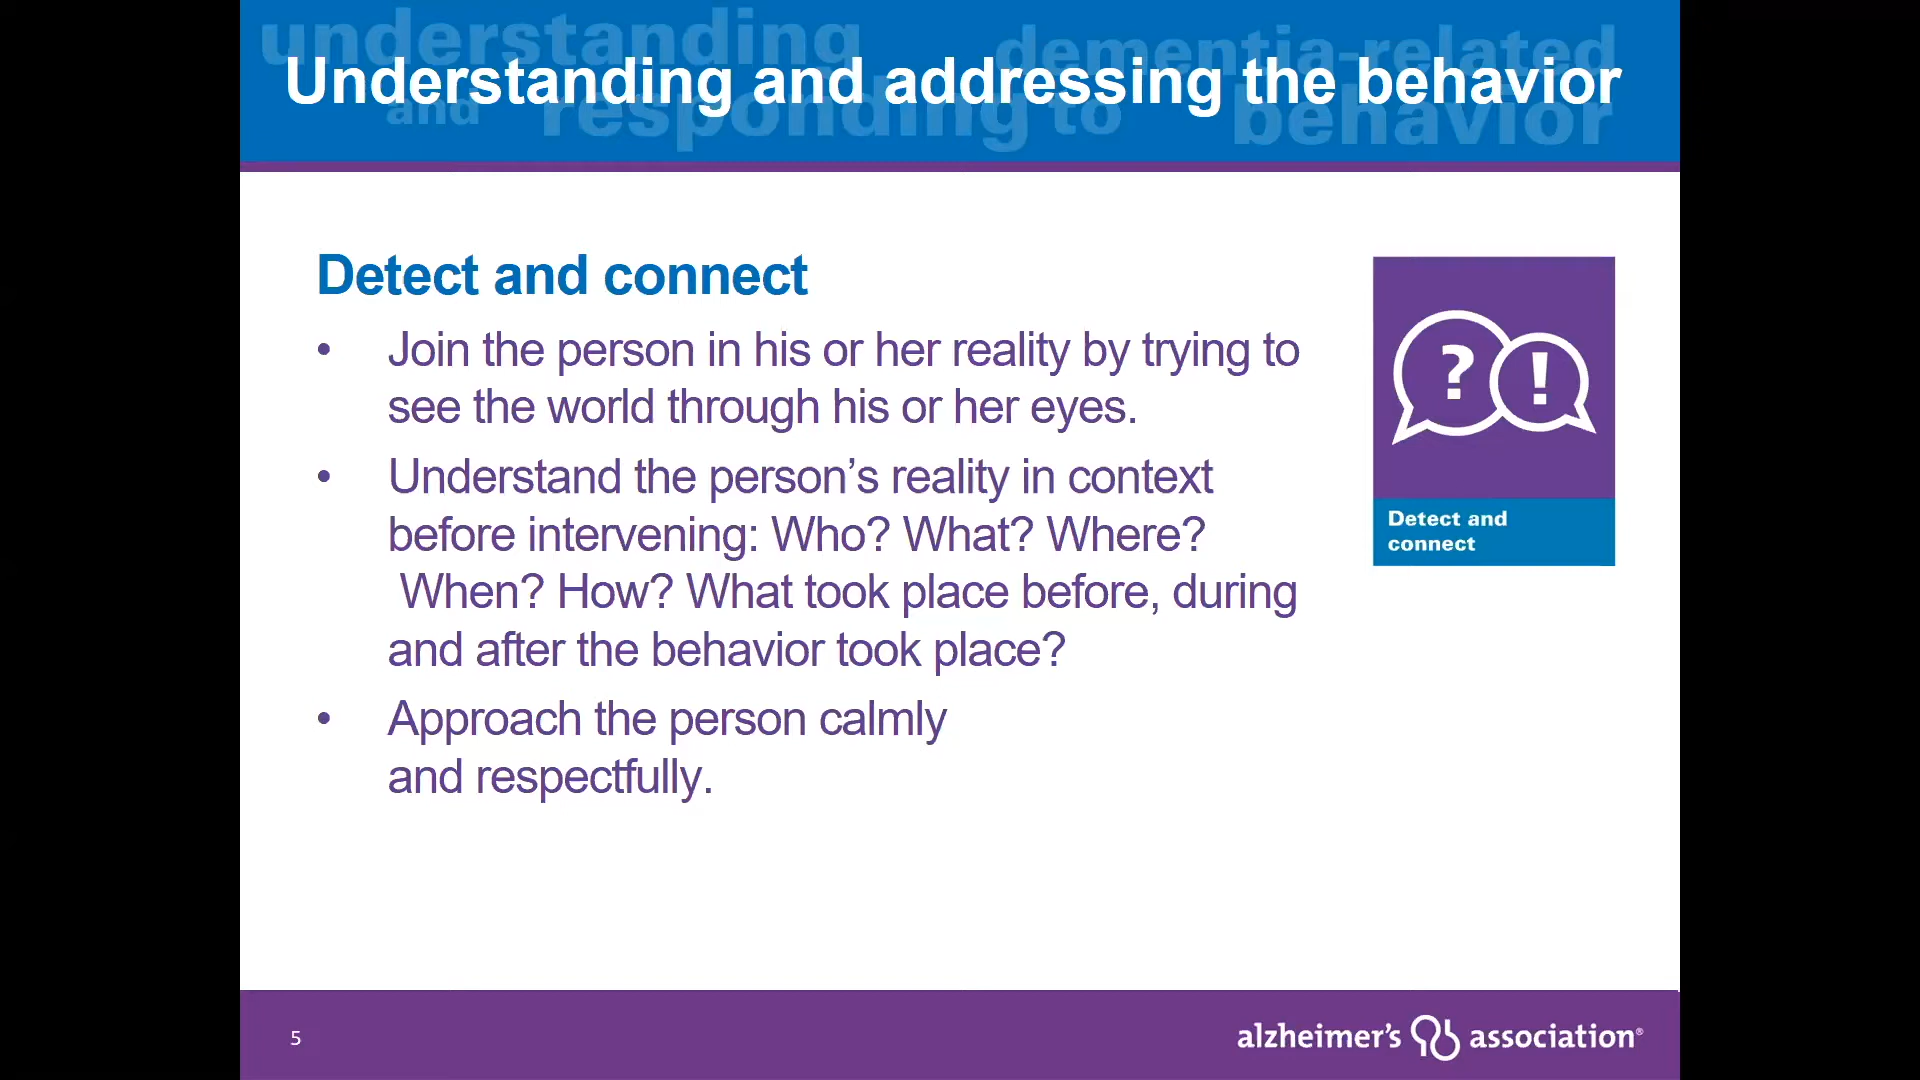 understanding
and responding to
dementia-related
behavior
Understanding and addressing the behavior
Detect and connect
• Join the person in his or her reality by trying to
see the world through his or her eyes.
• Understand the person’s reality in context
before intervening: Who? What? Where?
When? How? What took place before, during
and after the behavior took place?
• Approach the person calmly
and respectfully.
? !
Detect and
connect
5
alzheimer's association®